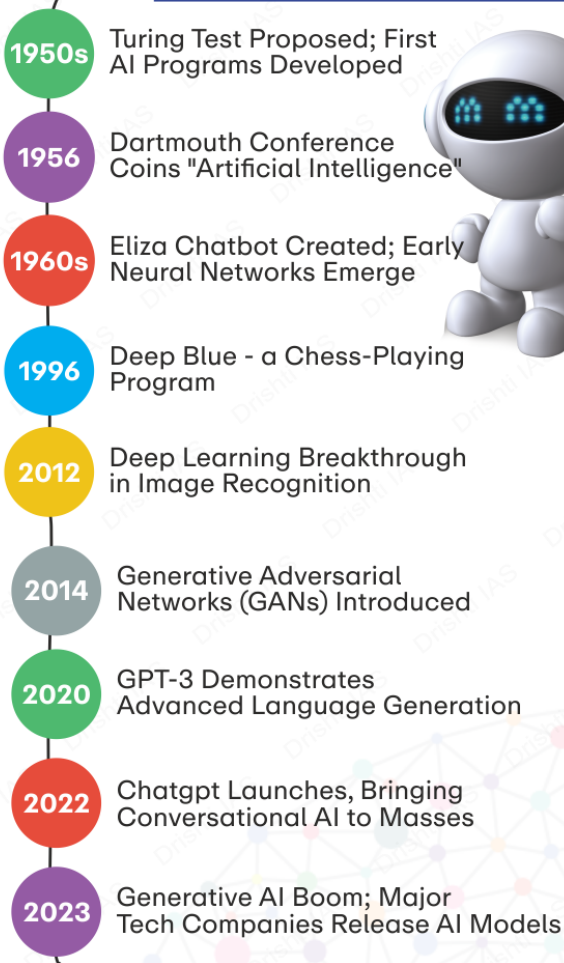 1950s
Turing Test Proposed; First
AI Programs Developed
1956
Dartmouth Conference
Coins "Artificial Intelligence"
1960s
Eliza Chatbot Created; Early
Neural Networks Emerge
1996
Deep Blue - a Chess-Playing
Program
2012
Deep Learning Breakthrough
in Image Recognition
2014
Generative Adversarial
Networks (GANs) Introduced
2020
GPT-3 Demonstrates
Advanced Language Generation
2022
Chatgpt Launches, Bringing
Conversational AI to Masses
2023
Generative AI Boom; Major
Tech Companies Release AI Models
Drishti IAS